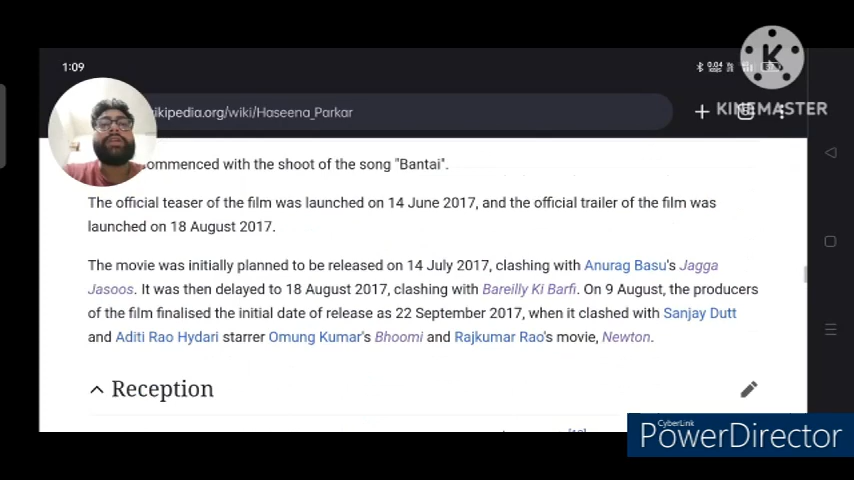 1:09
0.04
K
KINEMASTER
ikipedia.org/wiki/Haseena_Parkar
ommenced with the shoot of the song "Bantai".
The official teaser of the film was launched on 14 June 2017, and the official trailer of the film was
launched on 18 August 2017.
The movie was initially planned to be released on 14 July 2017, clashing with Anurag Basu's Jagga
Jasoos. It was then delayed to 18 August 2017, clashing with Bareilly Ki Barfi. On 9 August, the producers
of the film finalised the initial date of release as 22 September 2017, when it clashed with Sanjay Dutt
and Aditi Rao Hydari starrer Omung Kumar's Bhoomi and Rajkumar Rao's movie, Newton.
Reception
CyberLink
PowerDirector